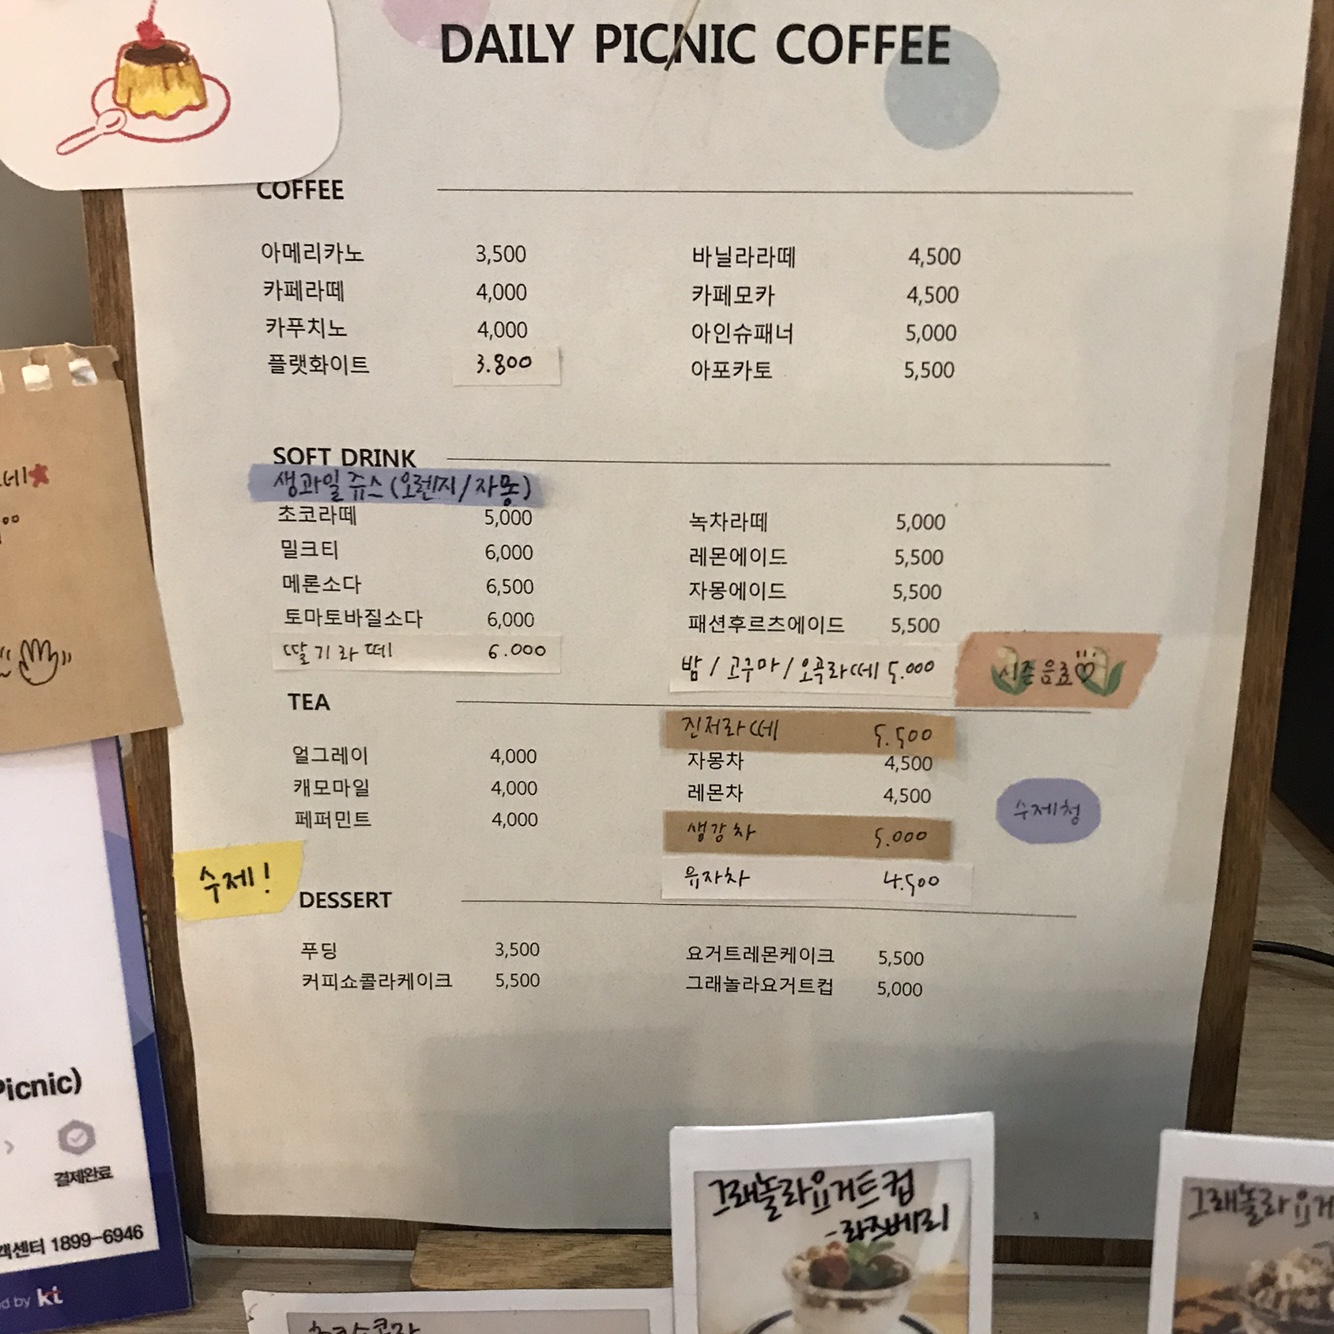 DAILY PICNIC COFFEE
COFFEE
아메리카노 3,500 바닐라라떼 4,500
카페라떼 4,000 카페모카 4,500
카푸치노 4,000 아인슈패너 5,000
플랫화이트 3.800 아포카토 5,500
SOFT DRINK
생과일쥬스(오렌지/자몽)
초코라떼 5,000 녹차라떼 5,000
밀크티 6,000 레몬에이드 5,500
메론소다 6,500 자몽에이드 5,500
토마토바질소다 6,000 패션후르츠에이드 5,500
딸기라떼 6.000 밤/고구마/오곡라떼 5.000 시즌음료♡
TEA
진저라떼 5.500
얼그레이 4,000 자몽차 4,500
캐모마일 4,000 레몬차 4,500 수제청
페퍼민트 4,000 생강차 5.000
유자차 4.500
수제!
DESSERT
푸딩 3,500 요거트레몬케이크 5,500
커피쇼콜라케이크 5,500 그래놀라요거트컵 5,000
Picnic)
결제완료
객센터 1899-6946
d by kt
그래놀라요거트컵
-라즈베리
그래놀라요거